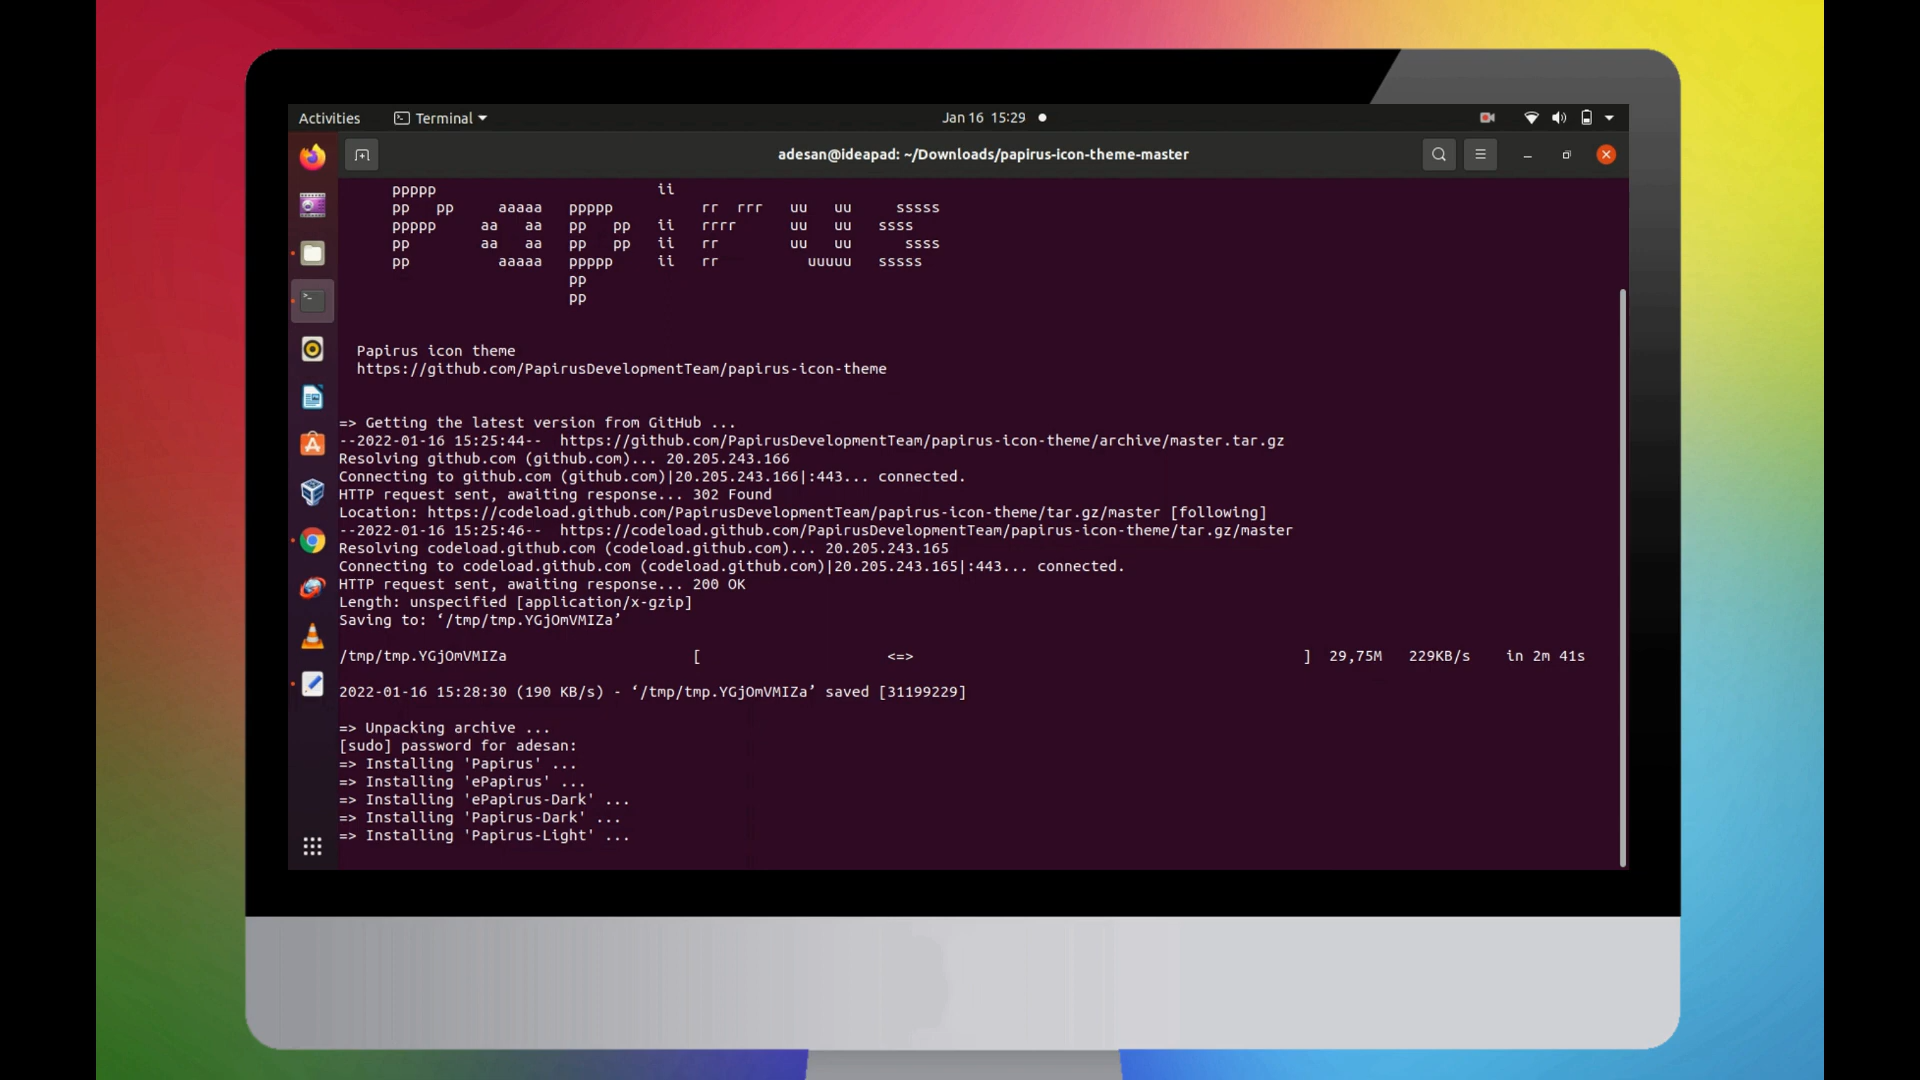 Activities Terminal Jan 16 15:29
adesan@ideapad: ~/Downloads/papirus-icon-theme-master
ppppp ii
pp pp aaaaa ppppp rr rrr uu uu sssss
ppppp aa aa pp pp ii rrrr uu uu ssss
pp aa aa pp pp ii rr uu uu ssss
pp aaaaa ppppp ii rr uuuuu sssss
pp
pp
Papirus icon theme
https://github.com/PapirusDevelopmentTeam/papirus-icon-theme
=> Getting the latest version from GitHub ...
--2022-01-16 15:25:44-- https://github.com/PapirusDevelopmentTeam/papirus-icon-theme/archive/master.tar.gz
Resolving github.com (github.com)... 20.205.243.166
Connecting to github.com (github.com)|20.205.243.166|:443... connected.
HTTP request sent, awaiting response... 302 Found
Location: https://codeload.github.com/PapirusDevelopmentTeam/papirus-icon-theme/tar.gz/master [following]
--2022-01-16 15:25:46-- https://codeload.github.com/PapirusDevelopmentTeam/papirus-icon-theme/tar.gz/master
Resolving codeload.github.com (codeload.github.com)... 20.205.243.165
Connecting to codeload.github.com (codeload.github.com)|20.205.243.165|:443... connected.
HTTP request sent, awaiting response... 200 OK
Length: unspecified [application/x-gzip]
Saving to: ‘/tmp/tmp.YGjOmVMIZa’
/tmp/tmp.YGjOmVMIZa [ <=> ] 29,75M 229KB/s in 2m 41s
2022-01-16 15:28:30 (190 KB/s) - ‘/tmp/tmp.YGjOmVMIZa’ saved [31199229]
=> Unpacking archive ...
[sudo] password for adesan:
=> Installing 'Papirus' ...
=> Installing 'ePapirus' ...
=> Installing 'ePapirus-Dark' ...
=> Installing 'Papirus-Dark' ...
=> Installing 'Papirus-Light' ...